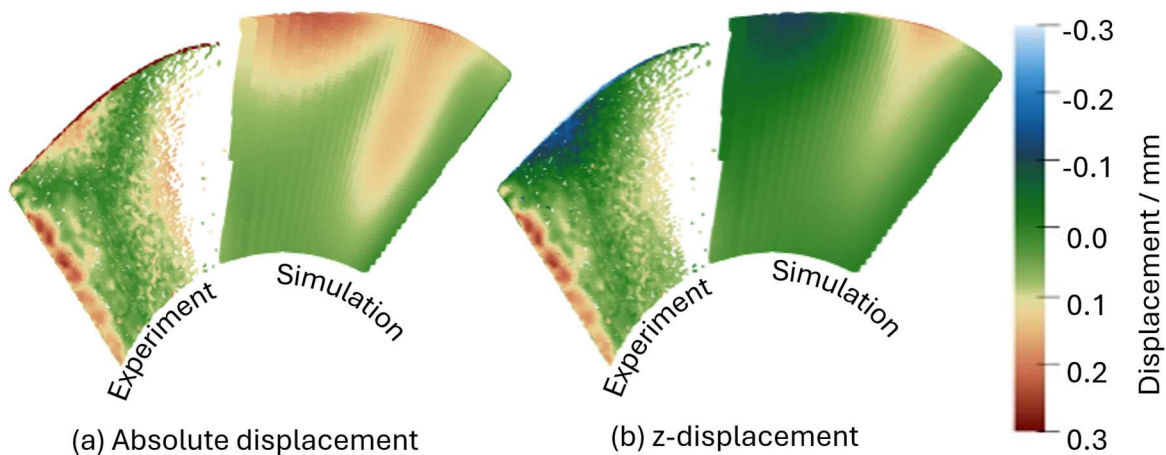 Experiment
Simulation
(a) Absolute displacement
Experiment
Simulation
(b) z-displacement
-0.3
-0.2
-0.1
0.0
0.1
0.2
0.3
Displacement / mm